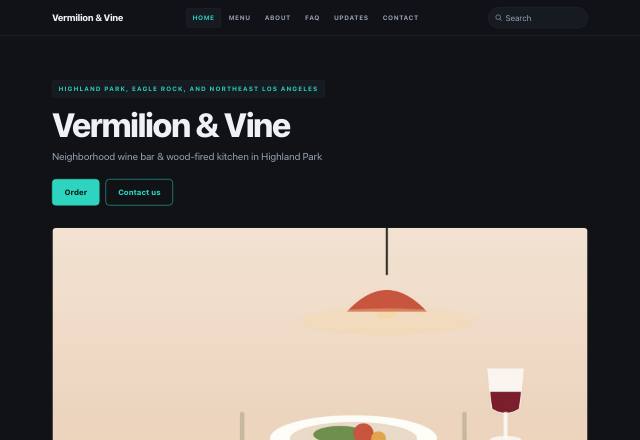 Vermilion & Vine
HOME MENU ABOUT FAQ UPDATES CONTACT
Search
HIGHLAND PARK, EAGLE ROCK, AND NORTHEAST LOS ANGELES
Vermilion & Vine
Neighborhood wine bar & wood-fired kitchen in Highland Park
Order Contact us